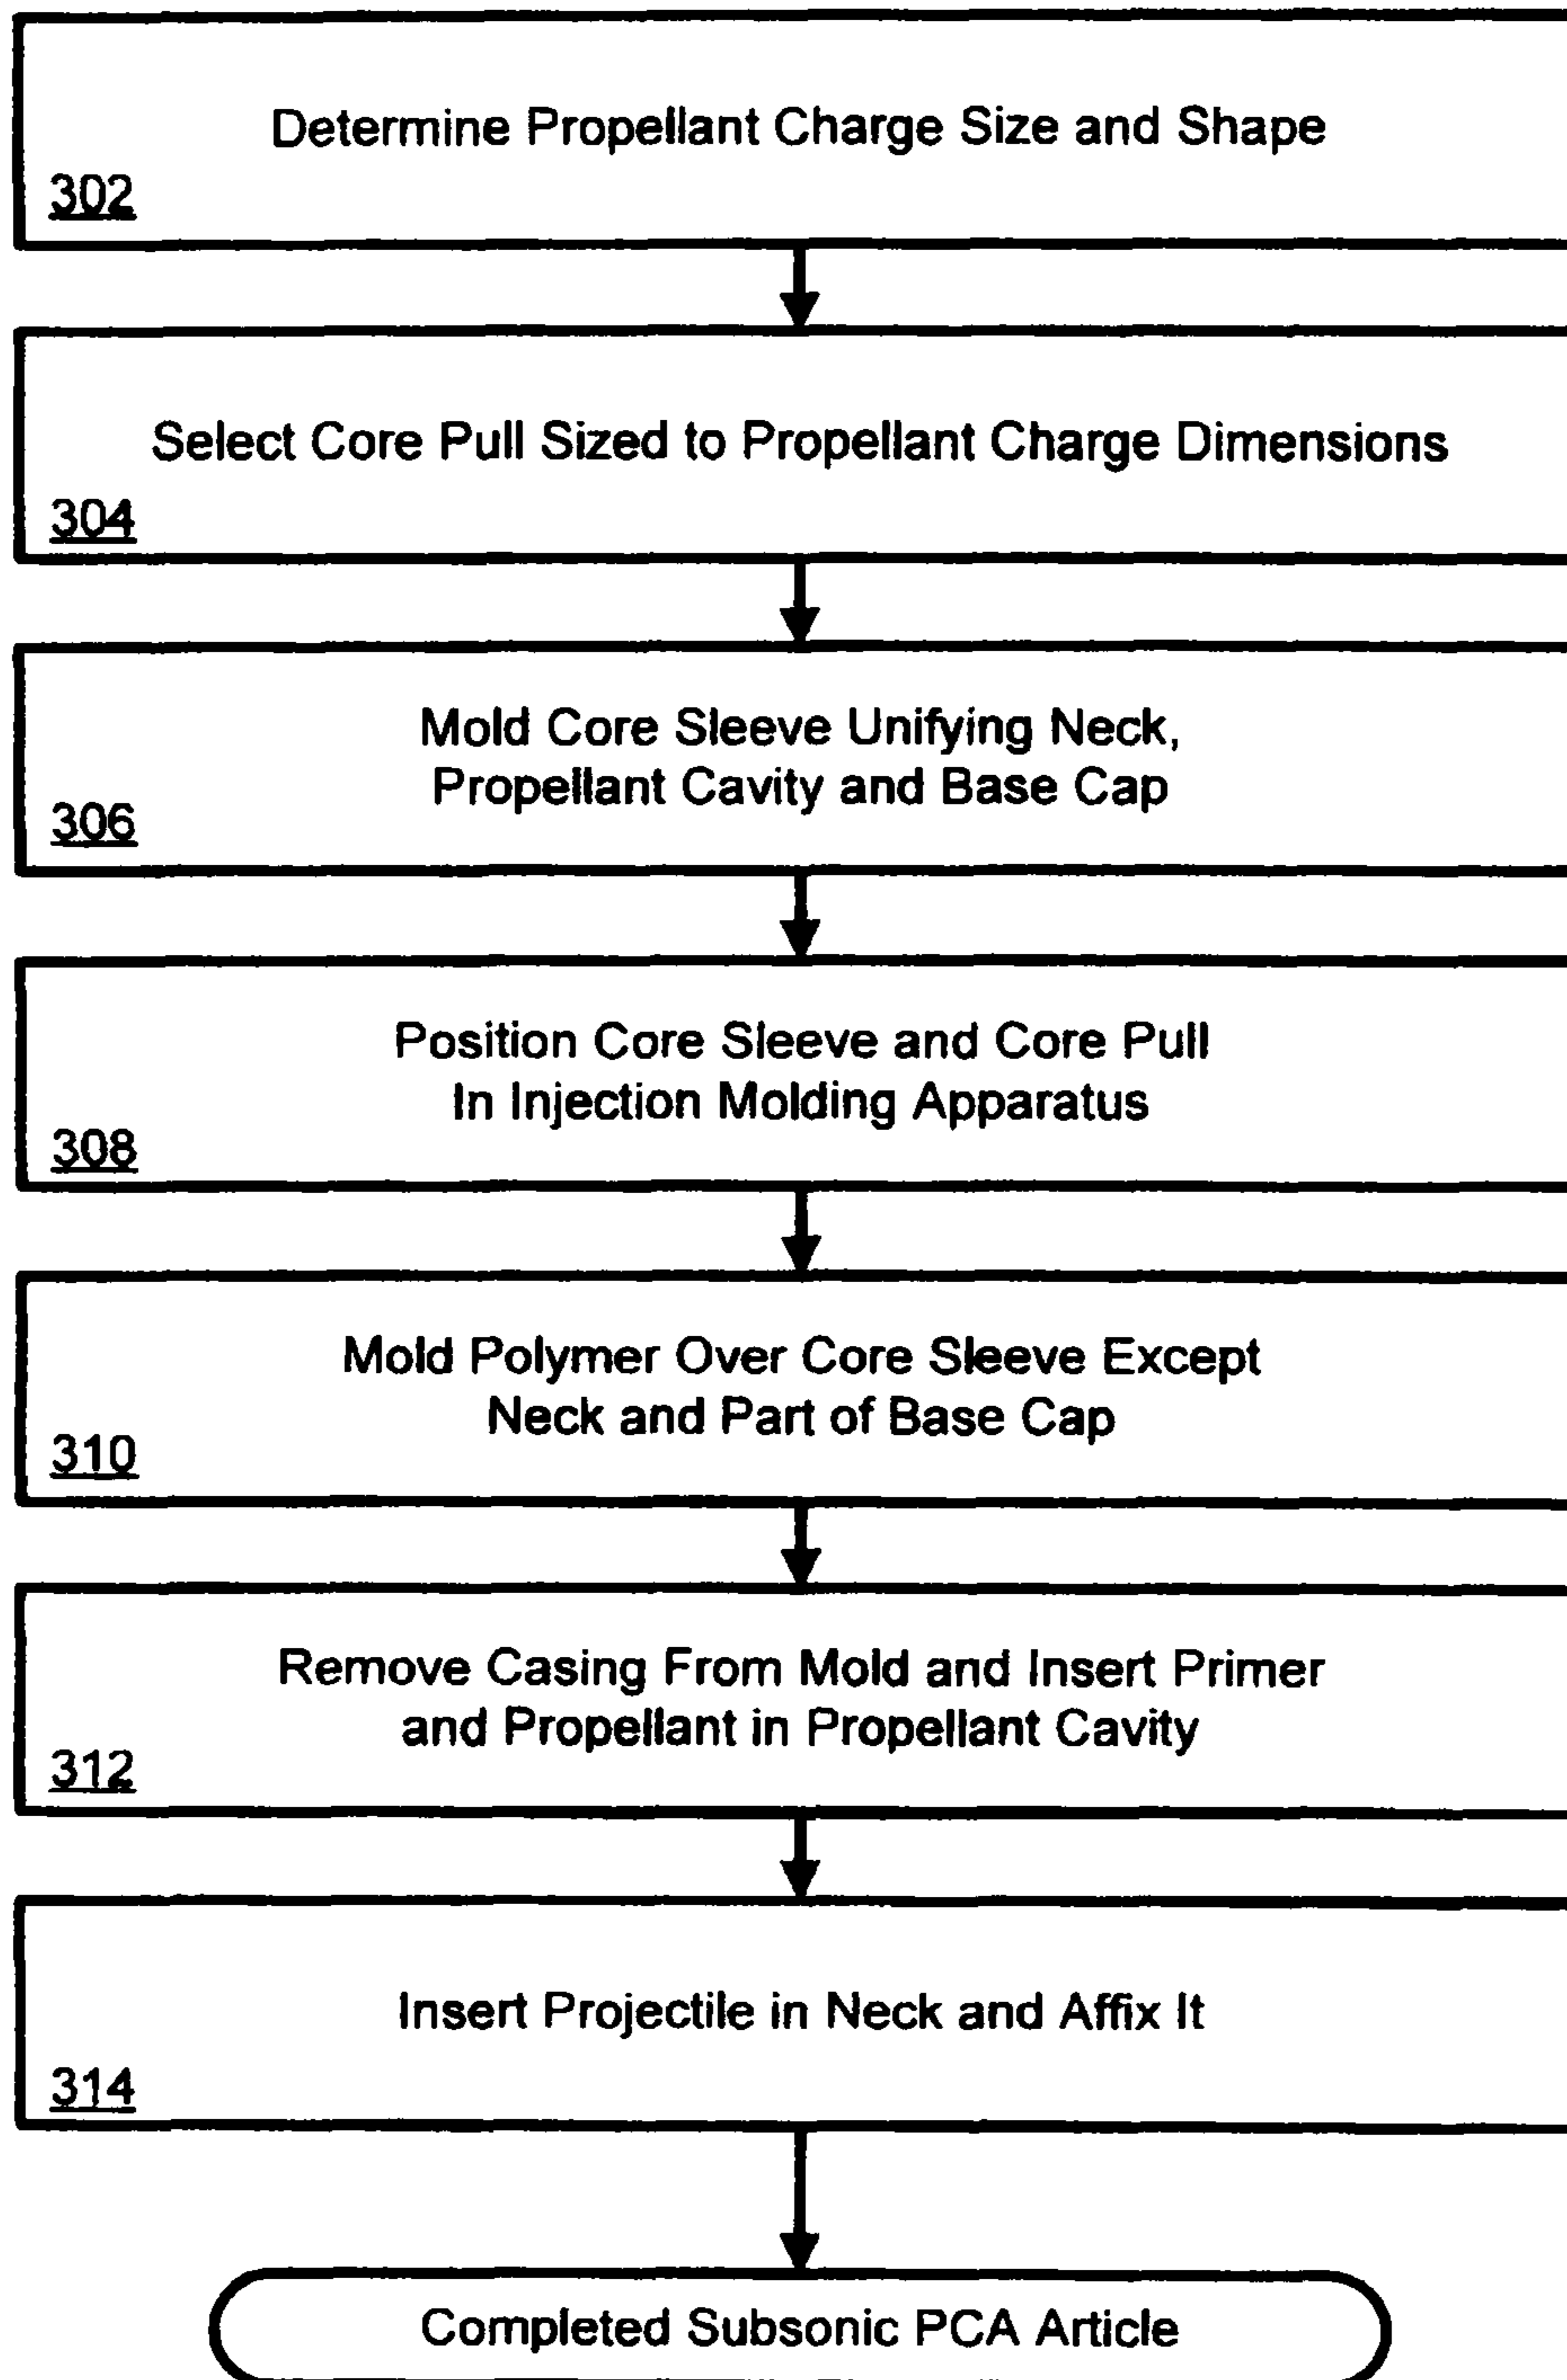 Determine Propellant Charge Size and Shape
302
Select Core Pull Sized to Propellant Charge Dimensions
304
Mold Core Sleeve Unifying Neck,
Propellant Cavity and Base Cap
306
Position Core Sleeve and Core Pull
In Injection Molding Apparatus
308
Mold Polymer Over Core Sleeve Except
Neck and Part of Base Cap
310
Remove Casing From Mold and Insert Primer
and Propellant in Propellant Cavity
312
Insert Projectile in Neck and Affix It
314
Completed Subsonic PCA Article